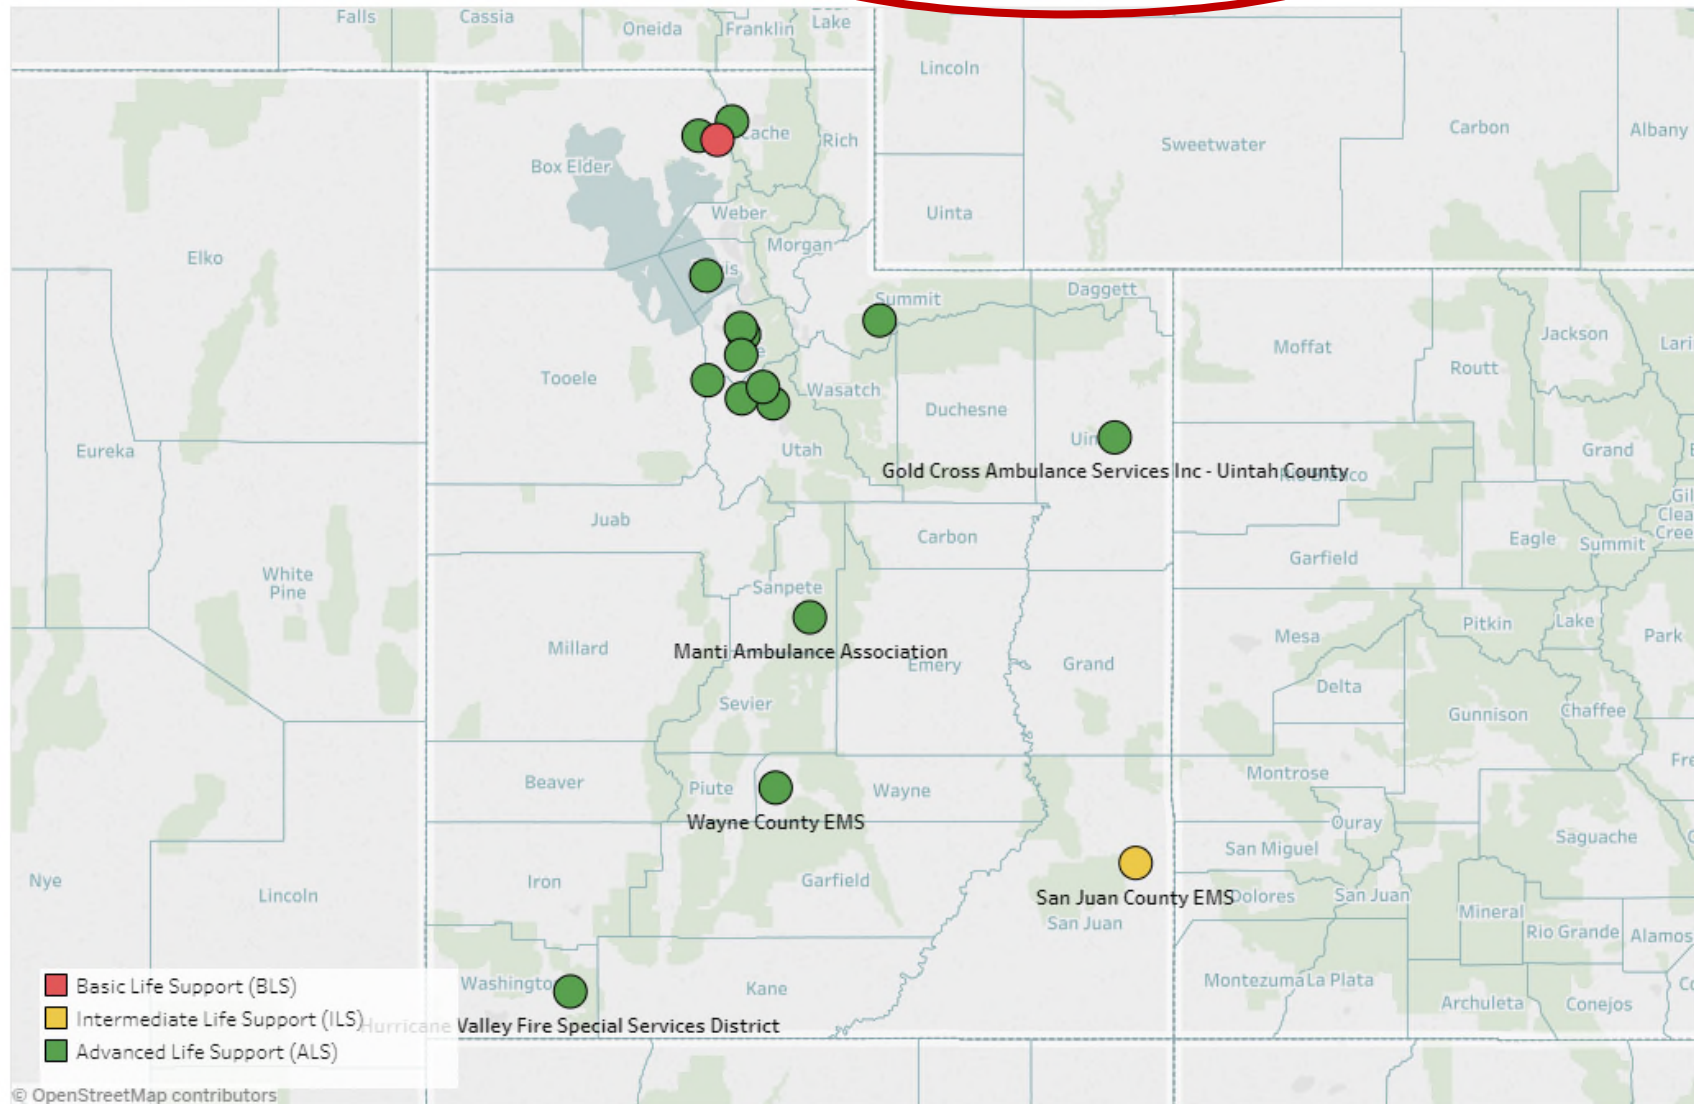 Falls
Cassia
Oneida
Franklin
Lake
Lincoln
Cache
Rich
Box Elder
Sweetwater
Carbon
Albany
Weber
Uinta
Morgan
Elko
Summit
Daggett
Jackson
Moffat
Routt
Tooele
Wasatch
Duchesne
Eureka
Utah
Grand
Gold Cross Ambulance Services Inc - Uintah County
Rio Blanco
Juab
Carbon
Eagle
Summit
Garfield
White
Pine
Sanpete
Millard
Manti Ambulance Association
Emery
Grand
Mesa
Pitkin
Lake
Park
Sevier
Delta
Gunnison
Chaffee
Beaver
Piute
Wayne
Montrose
Wayne County EMS
Ouray
San Miguel
Saguache
Nye
Lincoln
Iron
Garfield
San Juan County EMS
Dolores
San Juan
San Juan
Mineral
Rio Grande
Alamos
Washingto
Kane
Montezuma
La Plata
Archuleta
Conejos
Basic Life Support (BLS)
Intermediate Life Support (ILS)
Hurricane Valley Fire Special Services District
Advanced Life Support (ALS)
© OpenStreetMap contributors